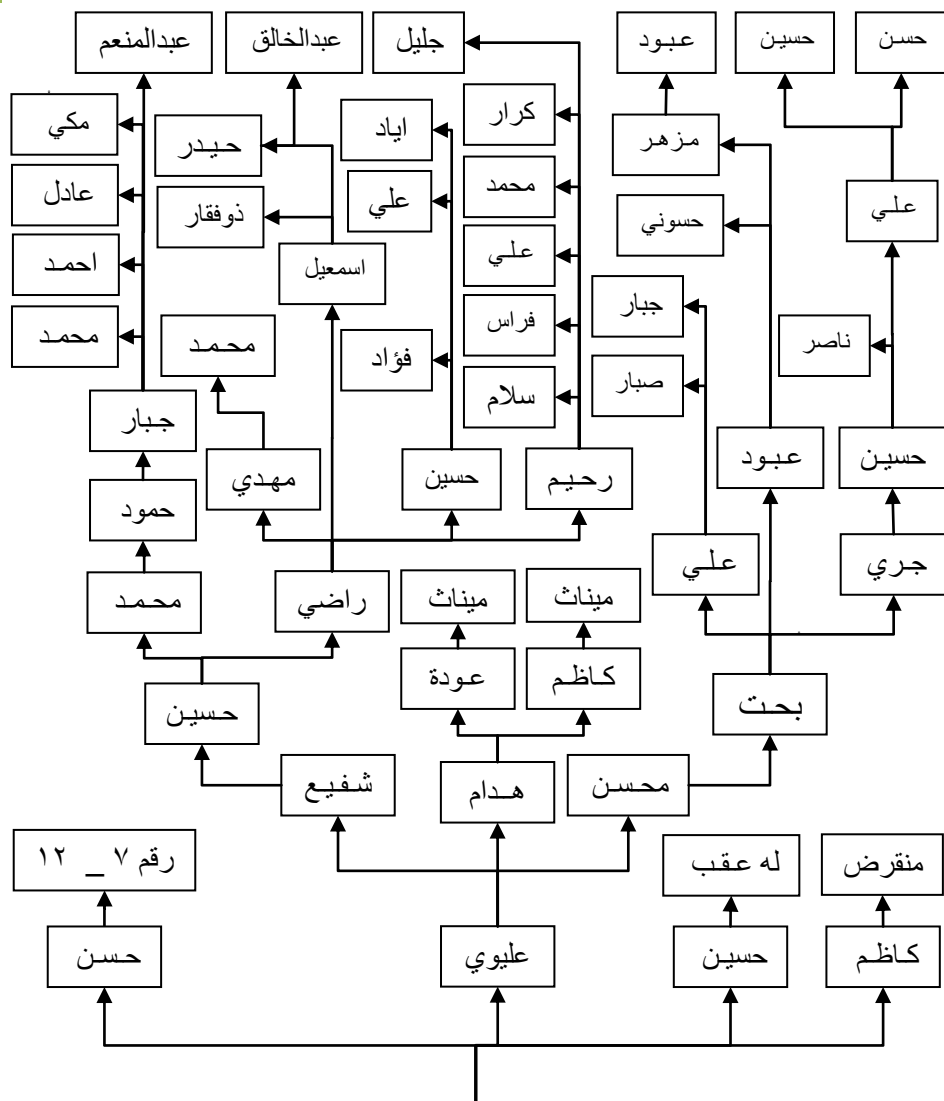 حسن
حسين
عبود
جليل
عبدالخالق
عبدالمنعم
كرار
مكي
اياد
حيدر
مزهر
محمد
عادل
علي
ذوفقار
حسوني
علي
علي
احمد
اسمعيل
جبار
فراس
ناصر
محمد
فؤاد
محمد
صبار
سلام
جبار
حسين
عبود
رحيم
حسين
مهدي
حمود
جري
علي
راضي
محمد
ميناث
ميناث
كاظم
عودة
بحت
حسين
محسن
هدام
شفيع
منقرض
له عقب
رقم ٧ _ ١٢
كاظم
حسين
عليوي
حسن